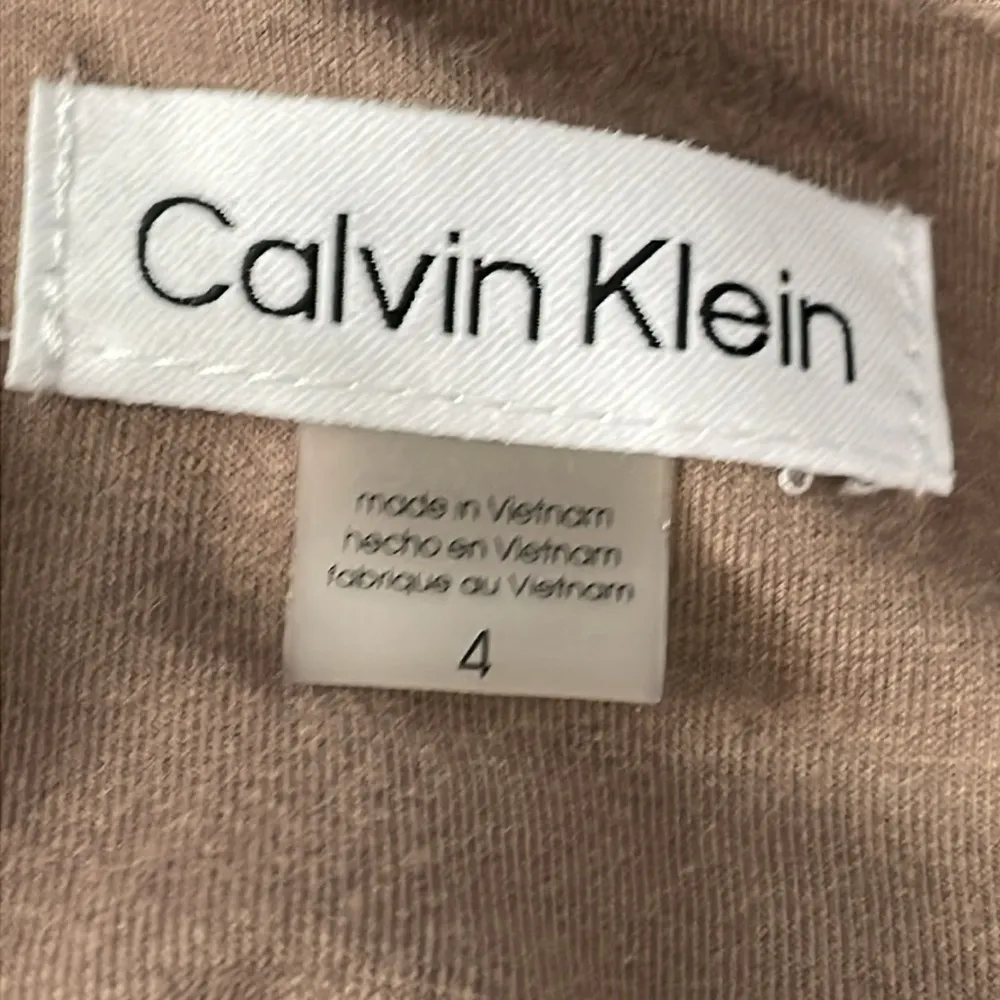 Calvin Klein
made in Vietnam
hecho en Vietnam
fabrique au Vietnam
4